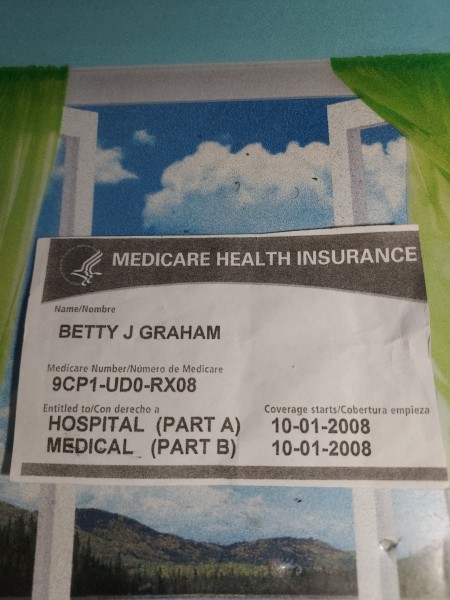 MEDICARE HEALTH INSURANCE
Name/Nombre
BETTY J GRAHAM
Medicare Number/Número de Medicare
9CP1-UD0-RX08
Entitled to/Con derecho a Coverage starts/Cobertura empieza
HOSPITAL (PART A) 10-01-2008
MEDICAL (PART B) 10-01-2008